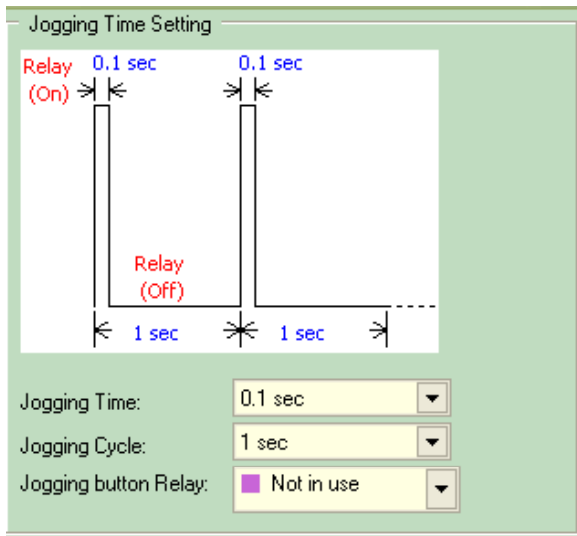 Jogging Time Setting
Relay 0.1 sec 0.1 sec
(On)
Relay
(Off)
1 sec 1 sec
Jogging Time: 0.1 sec
Jogging Cycle: 1 sec
Jogging button Relay: Not in use